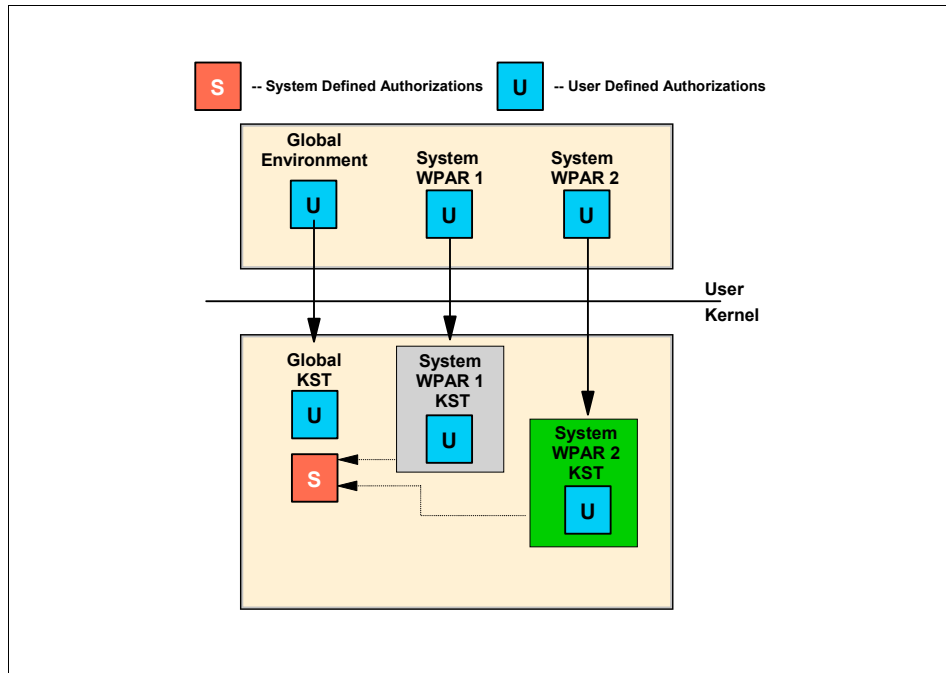 S -- System Defined Authorizations U -- User Defined Authorizations
Global
Environment
U
System
WPAR 1
U
System
WPAR 2
U
User
Kernel
Global
KST
U
S
System
WPAR 1
KST
U
System
WPAR 2
KST
U